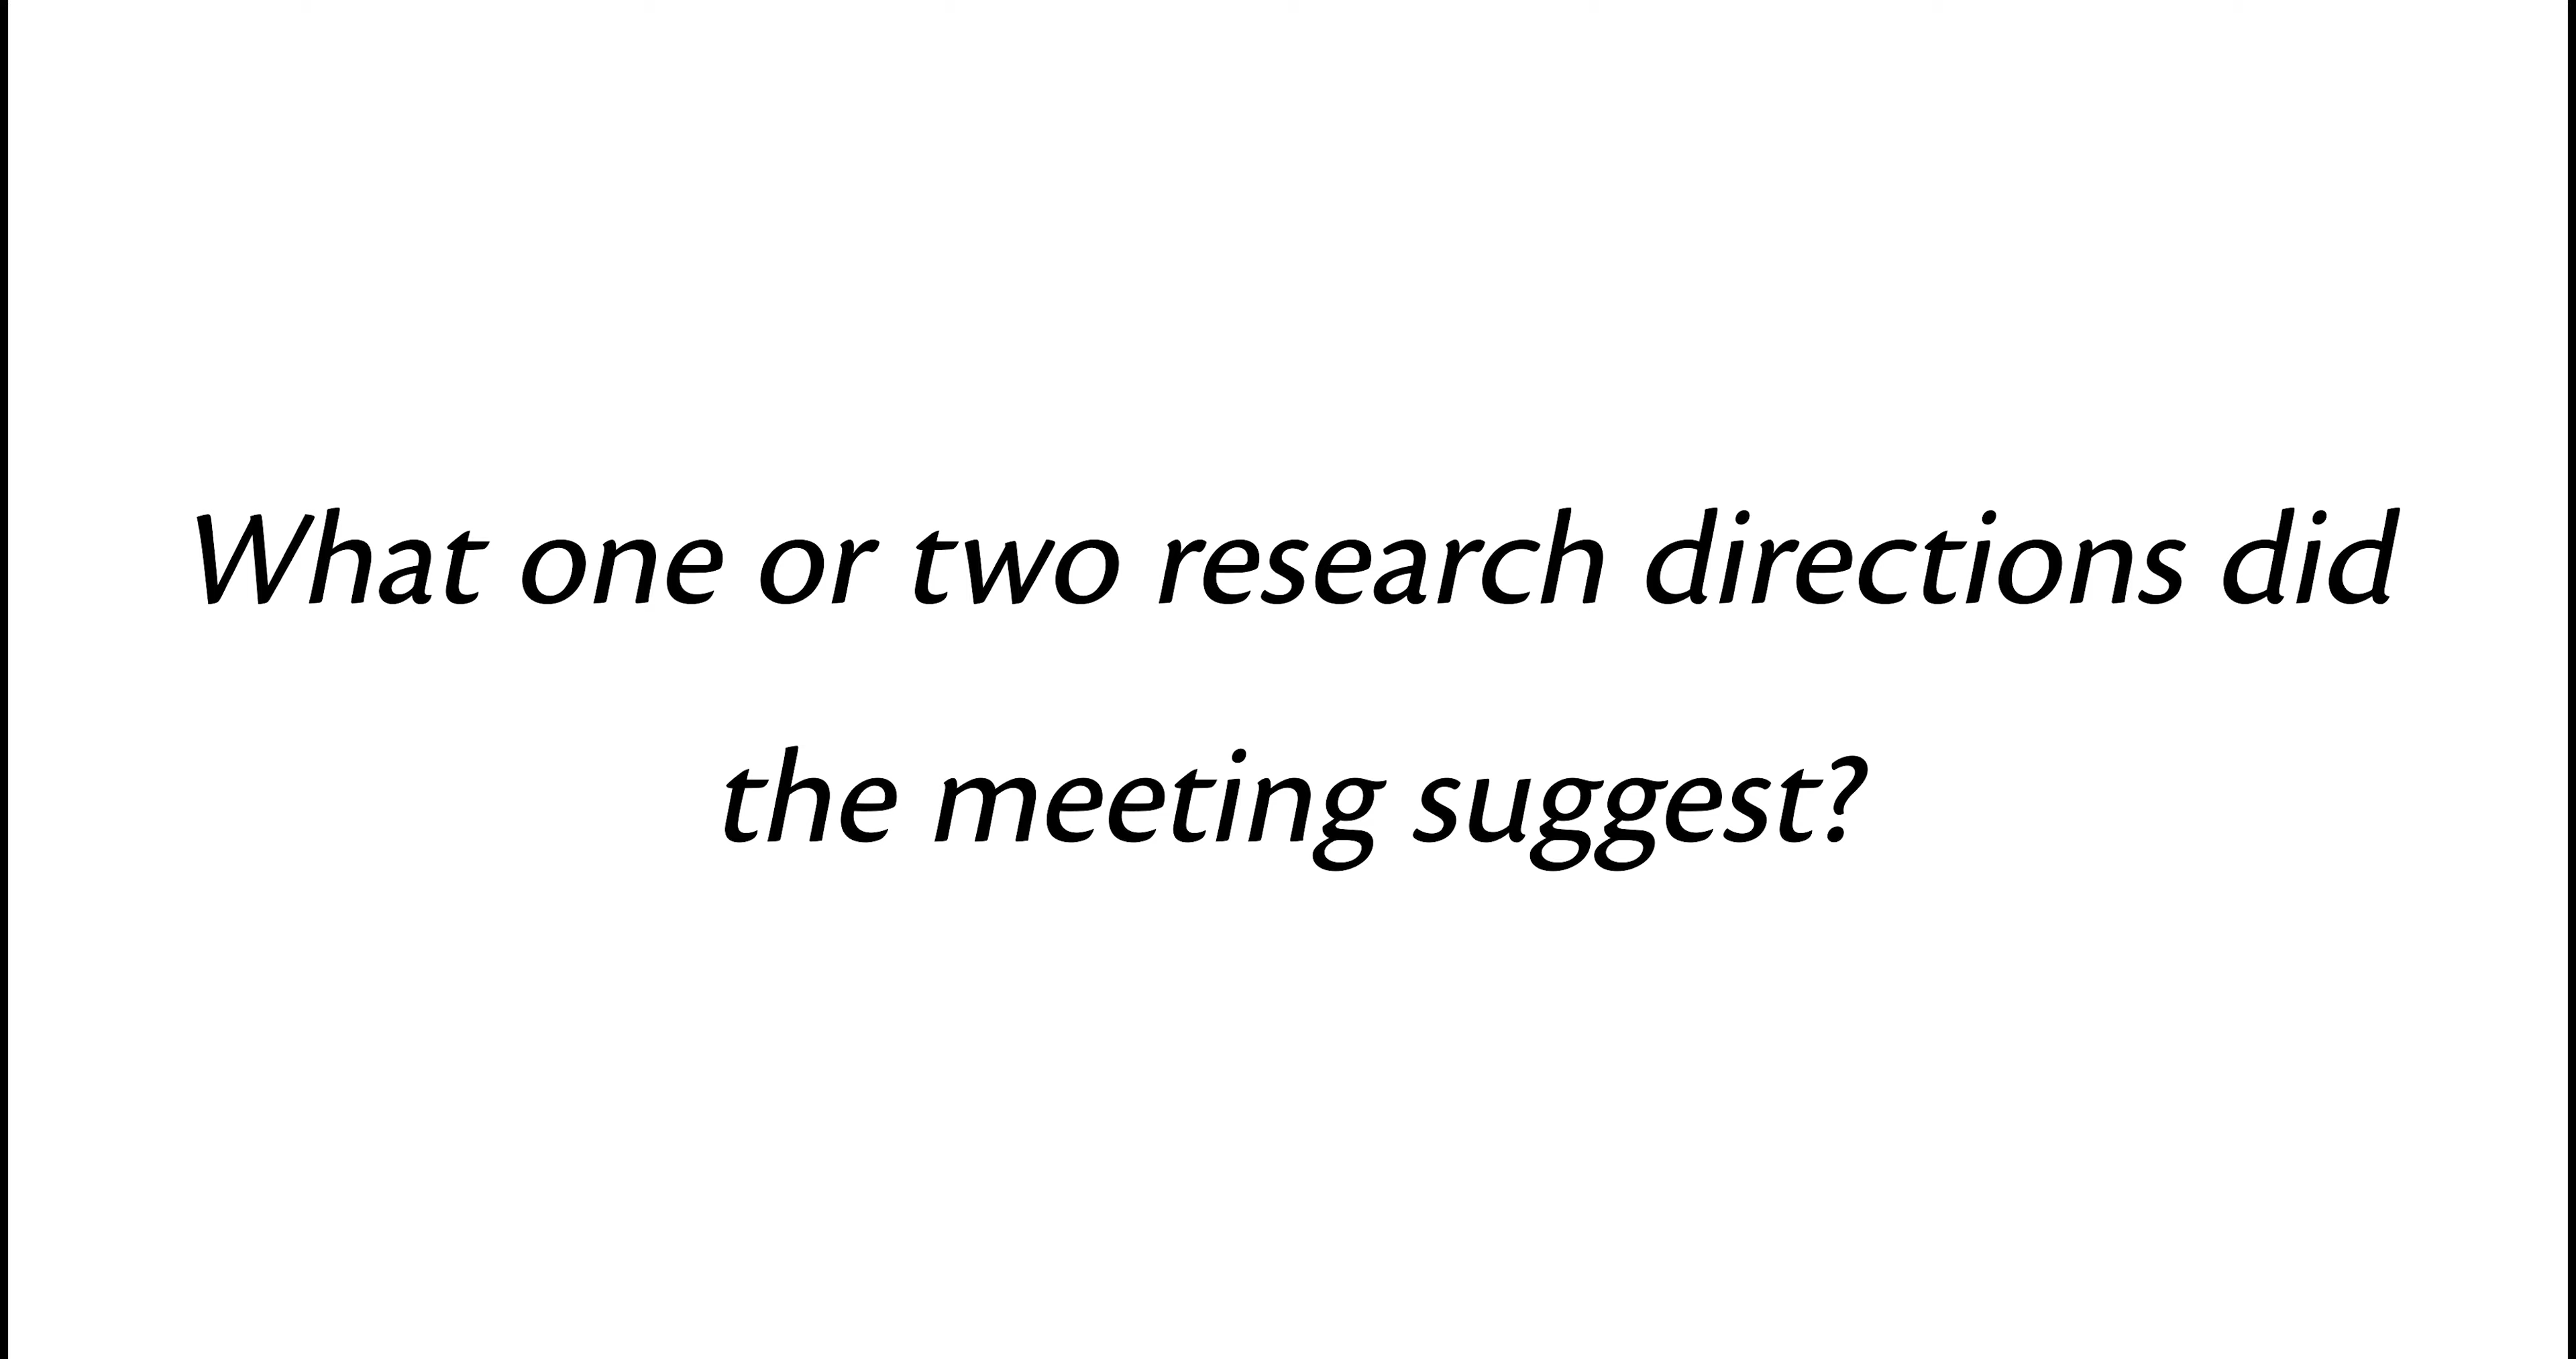 What one or two research directions did
the meeting suggest?